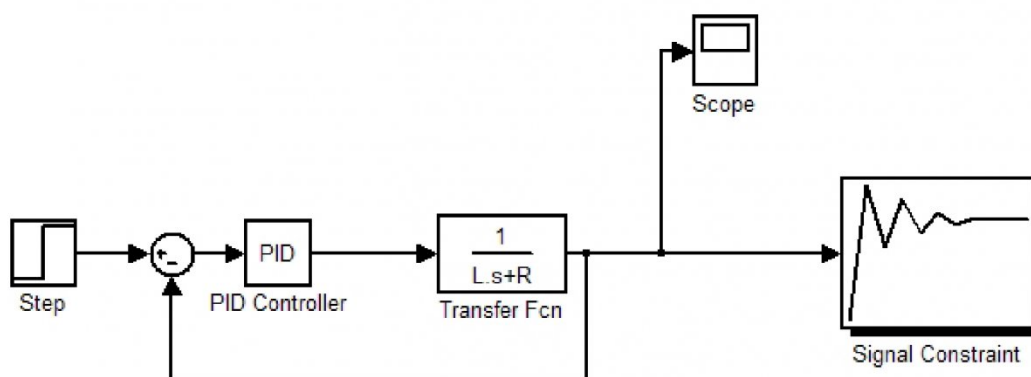 Scope
Step
PID
PID Controller
1
L.s+R
Transfer Fcn
Signal Constraint